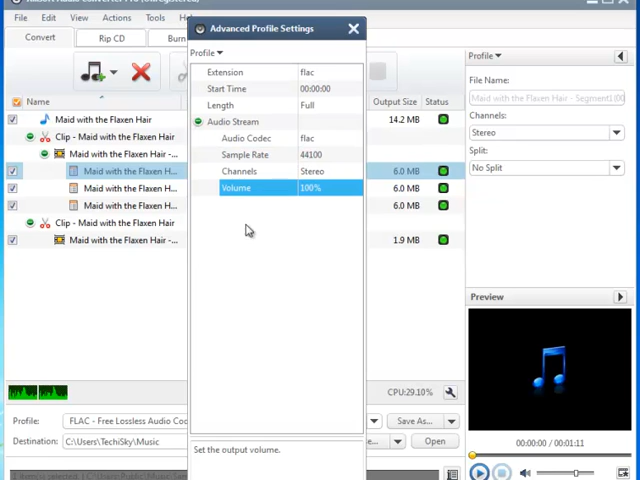 File Edit View Actions Tools
Advanced Profile Settings
Convert Rip CD Burn
Profile
Profile
Extension flac
Start Time 00:00:00
Length Full
Audio Stream
Audio Codec flac
Sample Rate 44100
Channels Stereo
Volume 100%
Set the output volume.
Name Output Size Status
Maid with the Flaxen Hair 14.2 MB
Clip - Maid with the Flaxen Hair
Maid with the Flaxen Hair -...
Maid with the Flaxen H... 6.0 MB
Maid with the Flaxen H... 6.0 MB
Maid with the Flaxen H... 6.0 MB
Clip - Maid with the Flaxen Hair
Maid with the Flaxen Hair -... 1.9 MB
File Name:
Maid with the Flaxen Hair - Segment1(00
Channels:
Stereo
Split:
No Split
Preview
CPU:29.10%
Profile: FLAC - Free Lossless Audio Coc Save As...
Destination: C:\Users\TechiSky\Music Open
00:00:00 / 00:01:11